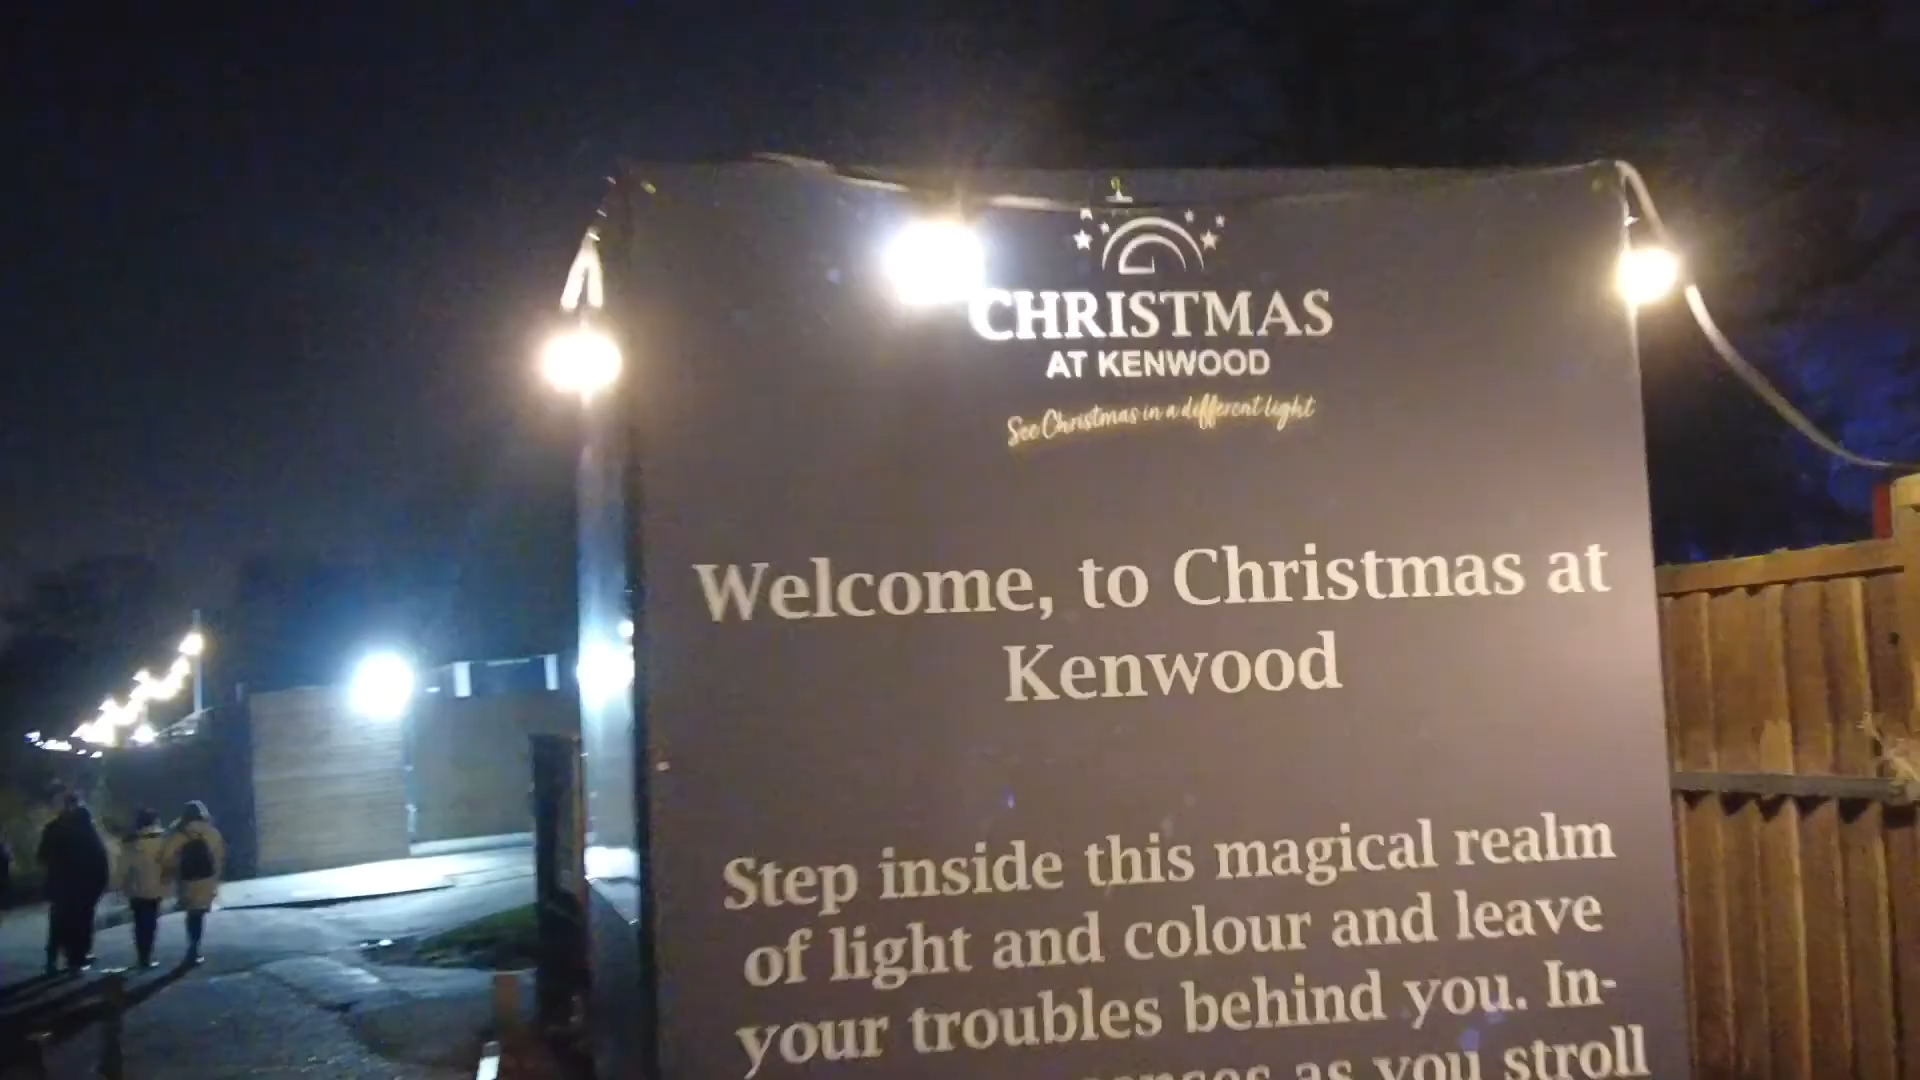 CHRISTMAS
AT KENWOOD
See Christmas in a different light
Welcome, to Christmas at
Kenwood
Step inside this magical realm
of light and colour and leave
your troubles behind you. In-
as you stroll